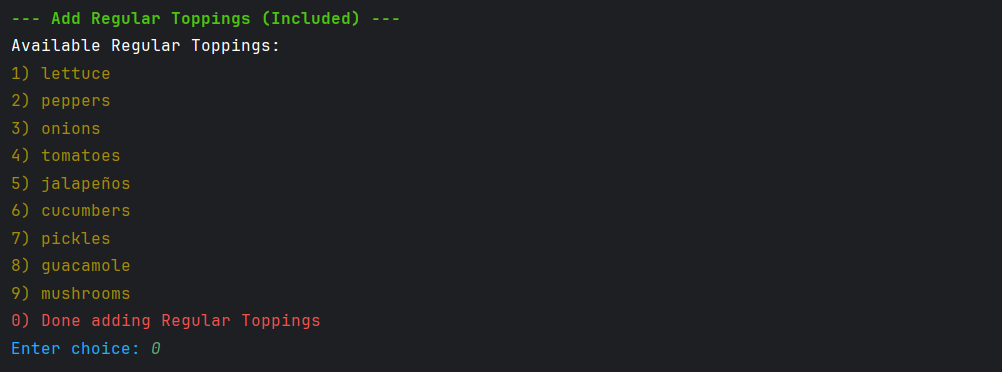 --- Add Regular Toppings (Included) ---
Available Regular Toppings:
1) lettuce
2) peppers
3) onions
4) tomatoes
5) jalapeños
6) cucumbers
7) pickles
8) guacamole
9) mushrooms
0) Done adding Regular Toppings
Enter choice: 0